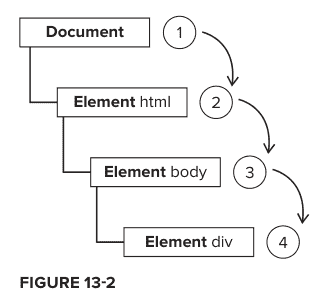 Document 1
Element html 2
Element body 3
Element div 4
FIGURE 13-2